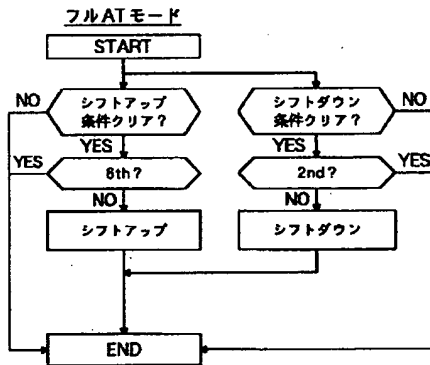 フルATモード
START
NO
シフトアップ
条件クリア?
シフトダウン
条件クリア?
NO
YES
YES
YES
6th?
2nd?
YES
NO
NO
シフトアップ
シフトダウン
END